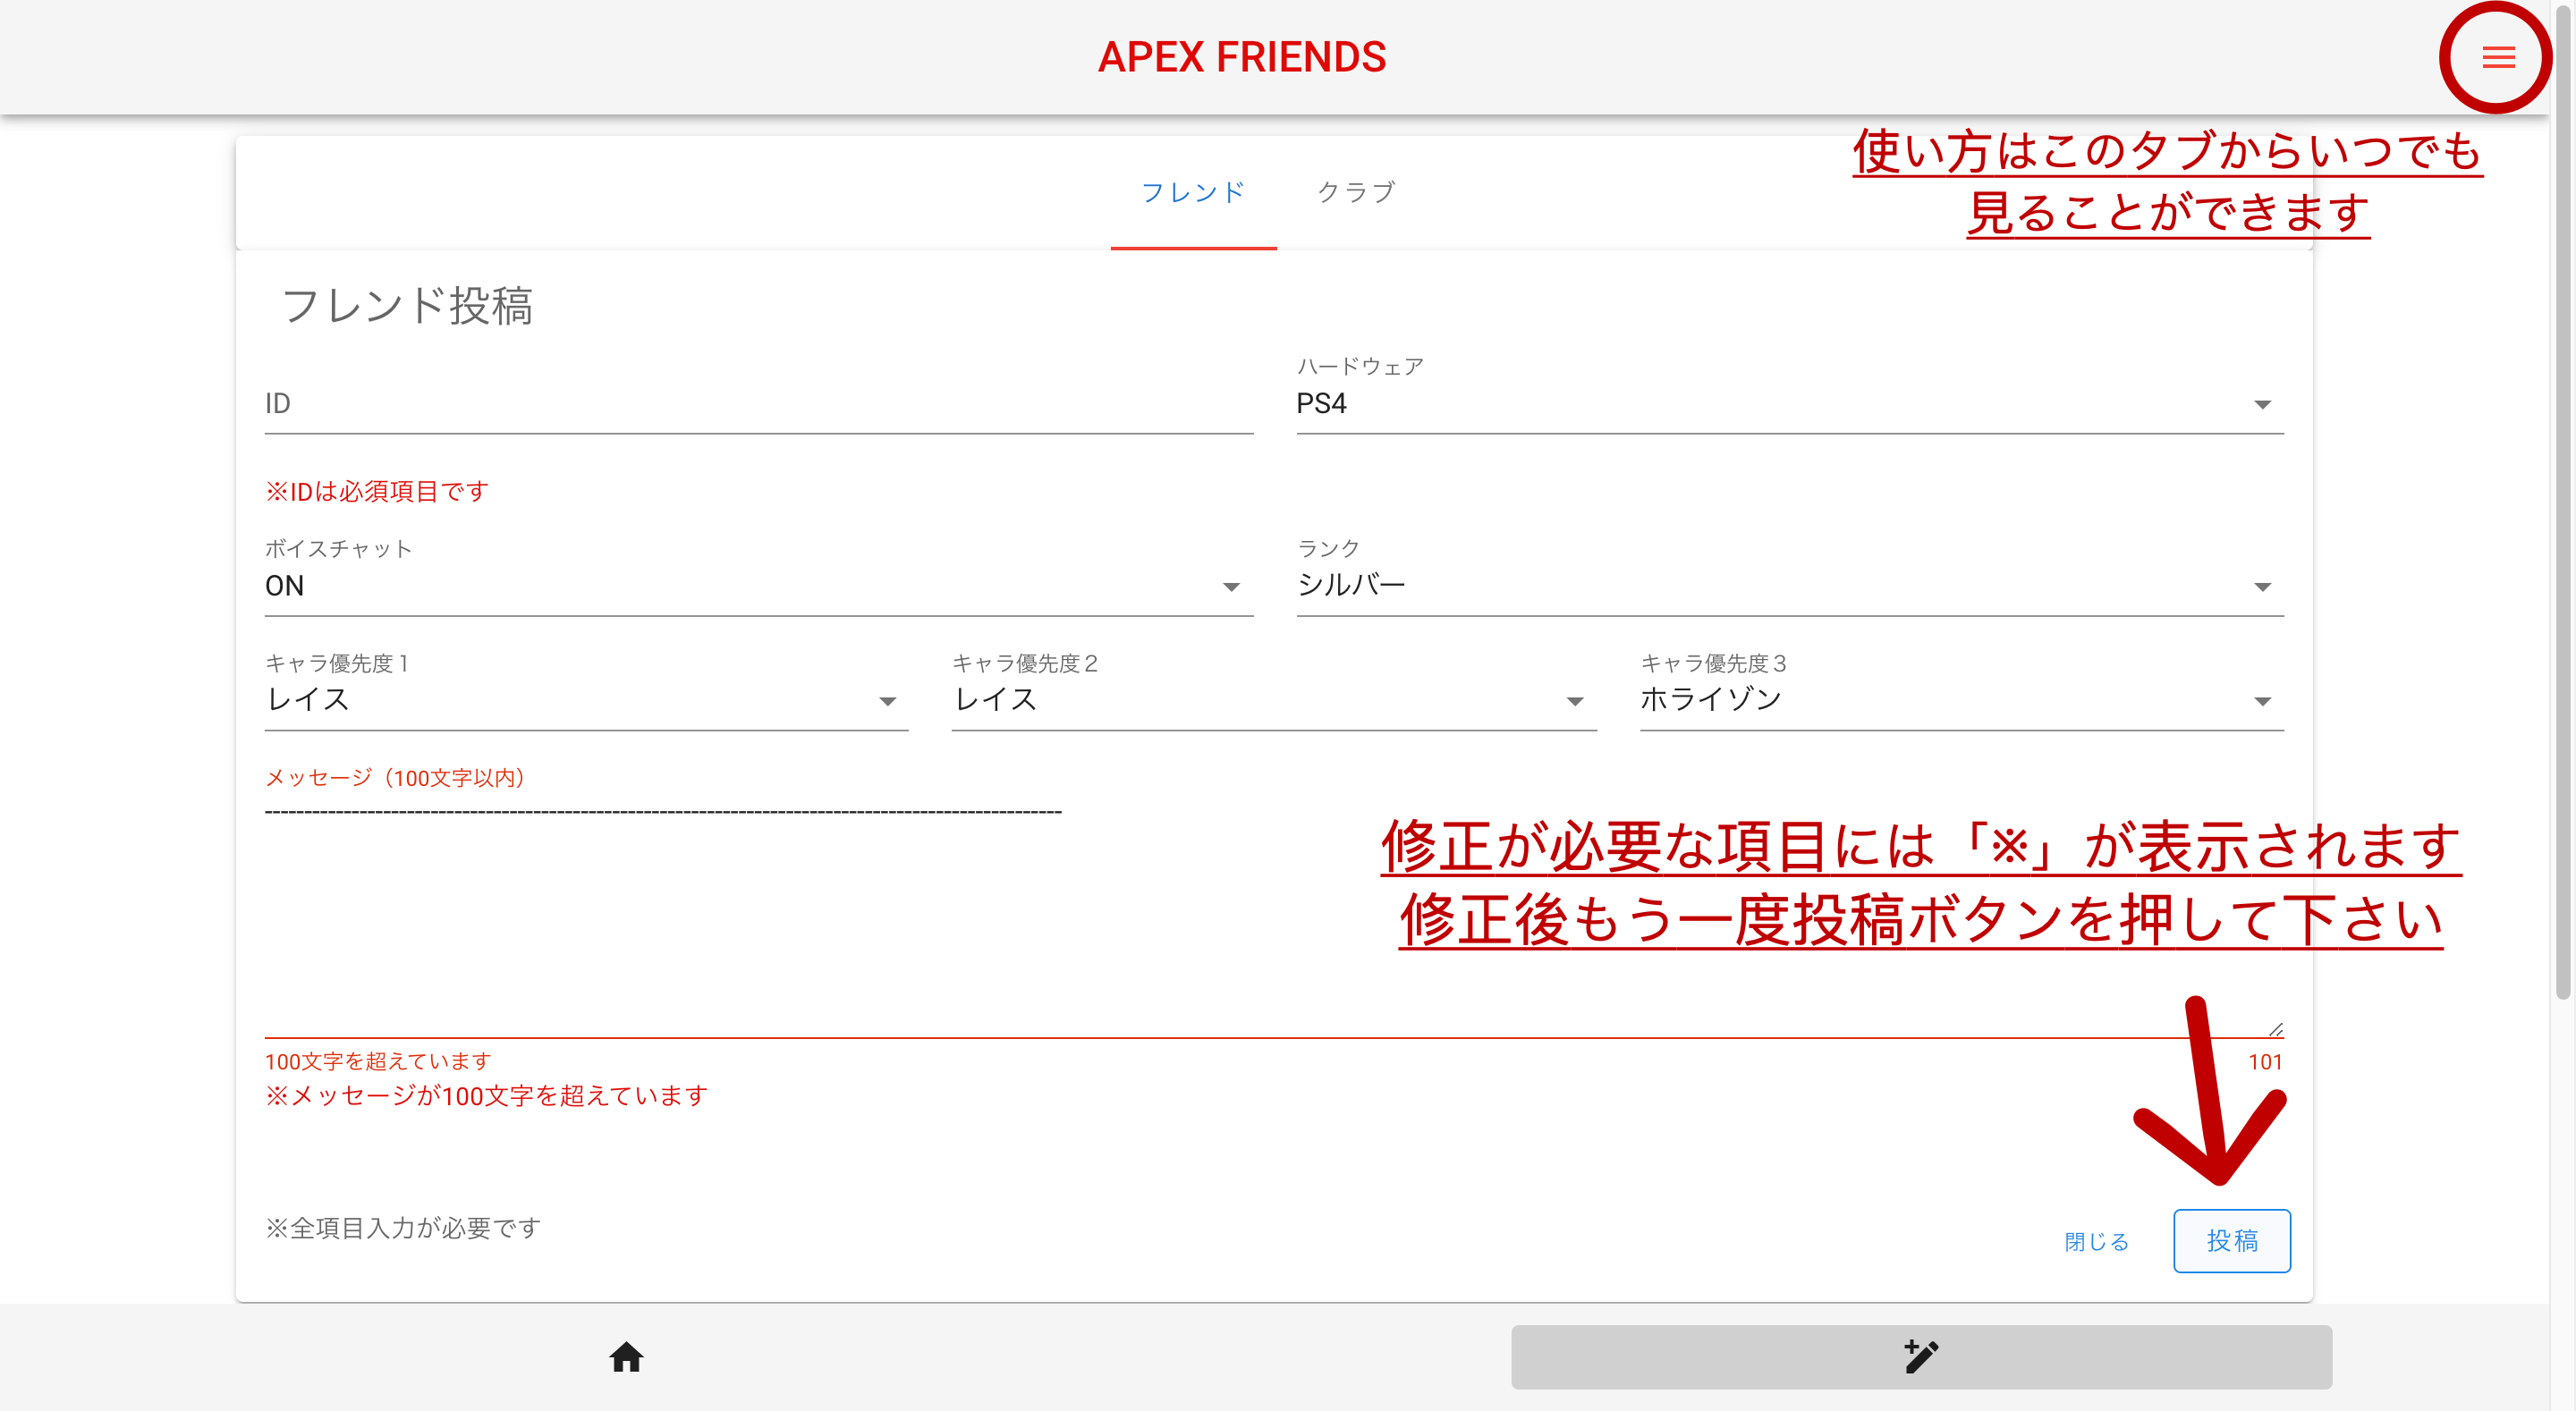 APEX FRIENDS
使い方はこのタブからいつでも
見ることができます
フレンド クラブ
フレンド投稿
ハードウェア
ID PS4
※IDは必須項目です
ボイスチャット ランク
ON シルバー
キャラ優先度１ キャラ優先度２ キャラ優先度３
レイス レイス ホライゾン
メッセージ（100文字以内）
-----------------------------------------------------------------------------------------------------
修正が必要な項目には「※」が表示されます
修正後もう一度投稿ボタンを押して下さい
100文字を超えています 101
※メッセージが100文字を超えています
※全項目入力が必要です
閉じる 投稿